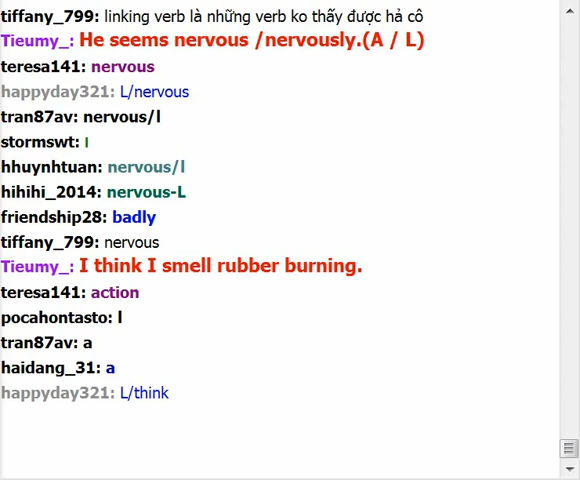 tiffany_799: linking verb là những verb ko thấy được hả cô
Tieumy_: He seems nervous /nervously.(A / L)
teresa141: nervous
happyday321: L/nervous
tran87av: nervous/l
stormswt: l
hhuynhtuan: nervous/l
hihihi_2014: nervous-L
friendship28: badly
tiffany_799: nervous
Tieumy_: I think I smell rubber burning.
teresa141: action
pocahontasto: l
tran87av: a
haidang_31: a
happyday321: L/think